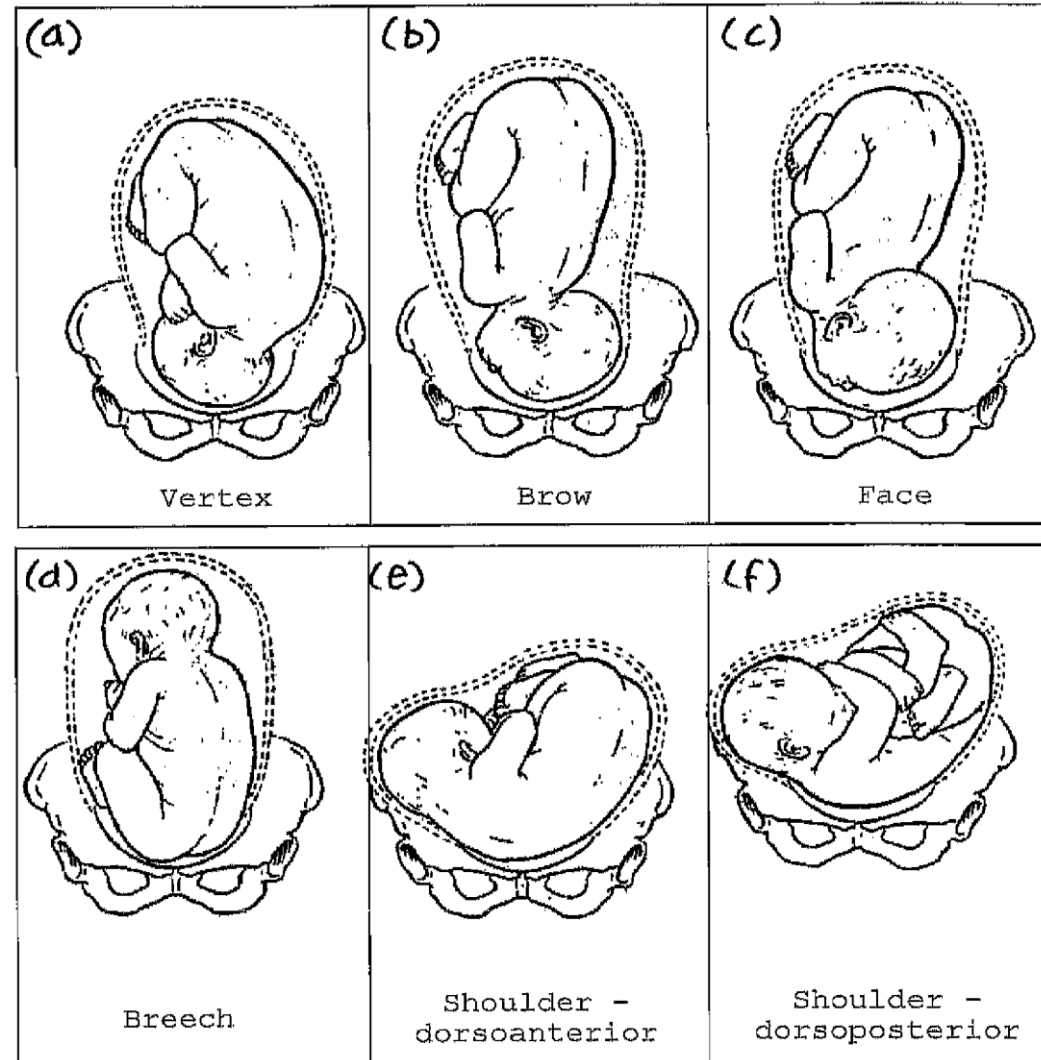 (a)
(b)
(c)
Vertex
Brow
Face
(d)
(e)
(f)
Breech
Shoulder -
dorsoanterior
Shoulder -
dorsoposterior